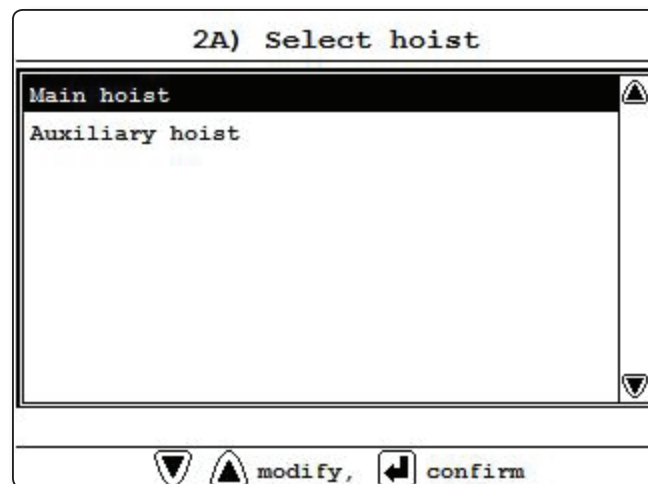 2A) Select hoist
Main hoist
Auxiliary hoist
modify, confirm